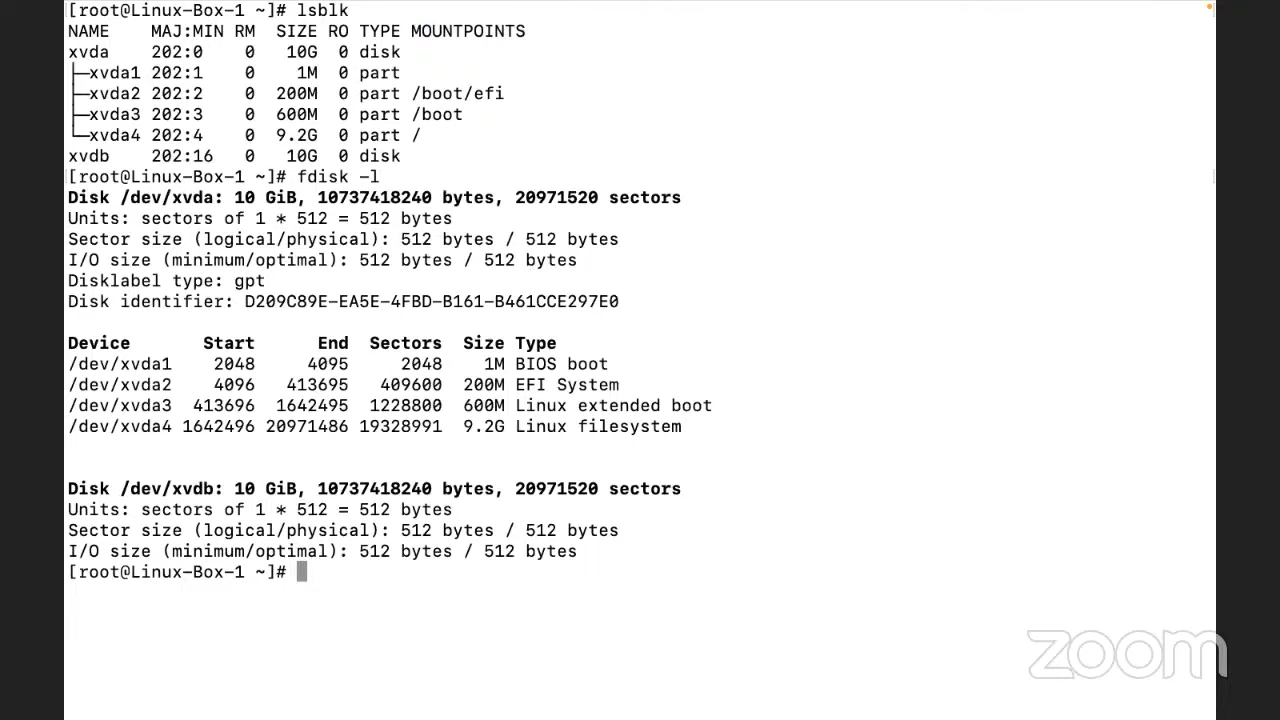 [root@Linux-Box-1 ~]# lsblk
NAME    MAJ:MIN RM  SIZE RO TYPE MOUNTPOINTS
xvda    202:0    0   10G  0 disk
├─xvda1 202:1    0    1M  0 part
├─xvda2 202:2    0  200M  0 part /boot/efi
├─xvda3 202:3    0  600M  0 part /boot
└─xvda4 202:4    0  9.2G  0 part /
xvdb    202:16   0   10G  0 disk
[root@Linux-Box-1 ~]# fdisk -l
Disk /dev/xvda: 10 GiB, 10737418240 bytes, 20971520 sectors
Units: sectors of 1 * 512 = 512 bytes
Sector size (logical/physical): 512 bytes / 512 bytes
I/O size (minimum/optimal): 512 bytes / 512 bytes
Disklabel type: gpt
Disk identifier: D209C89E-EA5E-4FBD-B161-B461CCE297E0
Device       Start      End  Sectors  Size Type
/dev/xvda1    2048     4095     2048    1M BIOS boot
/dev/xvda2    4096   413695   409600  200M EFI System
/dev/xvda3  413696  1642495  1228800  600M Linux extended boot
/dev/xvda4 1642496 20971486 19328991  9.2G Linux filesystem
Disk /dev/xvdb: 10 GiB, 10737418240 bytes, 20971520 sectors
Units: sectors of 1 * 512 = 512 bytes
Sector size (logical/physical): 512 bytes / 512 bytes
I/O size (minimum/optimal): 512 bytes / 512 bytes
[root@Linux-Box-1 ~]#
zoom